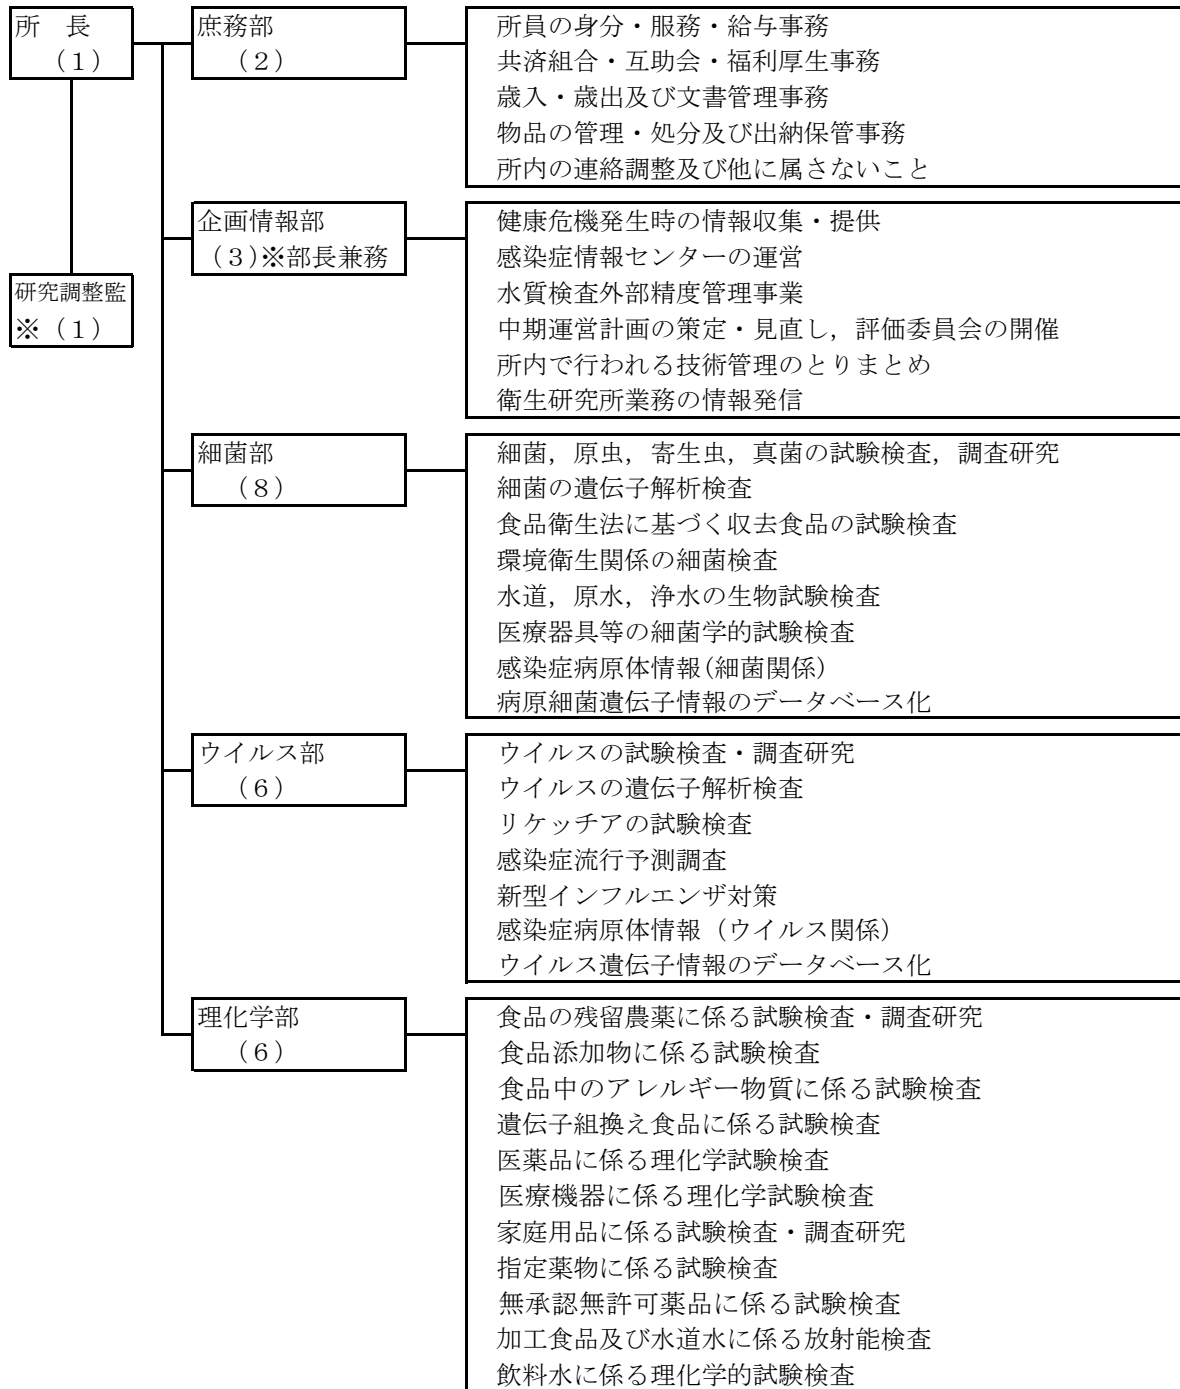 所　長
（１）
庶務部
（２）
所員の身分・服務・給与事務
共済組合・互助会・福利厚生事務
歳入・歳出及び文書管理事務
物品の管理・処分及び出納保管事務
所内の連絡調整及び他に属さないこと
研究調整監
※（１）
企画情報部
（３）※部長兼務
健康危機発生時の情報収集・提供
感染症情報センターの運営
水質検査外部精度管理事業
中期運営計画の策定・見直し，評価委員会の開催
所内で行われる技術管理のとりまとめ
衛生研究所業務の情報発信
細菌部
（８）
細菌，原虫，寄生虫，真菌の試験検査，調査研究
細菌の遺伝子解析検査
食品衛生法に基づく収去食品の試験検査
環境衛生関係の細菌検査
水道，原水，浄水の生物試験検査
医療器具等の細菌学的試験検査
感染症病原体情報(細菌関係)
病原細菌遺伝子情報のデータベース化
ウイルス部
（６）
ウイルスの試験検査・調査研究
ウイルスの遺伝子解析検査
リケッチアの試験検査
感染症流行予測調査
新型インフルエンザ対策
感染症病原体情報（ウイルス関係）
ウイルス遺伝子情報のデータベース化
理化学部
（６）
食品の残留農薬に係る試験検査・調査研究
食品添加物に係る試験検査
食品中のアレルギー物質に係る試験検査
遺伝子組換え食品に係る試験検査
医薬品に係る理化学試験検査
医療機器に係る理化学試験検査
家庭用品に係る試験検査・調査研究
指定薬物に係る試験検査
無承認無許可薬品に係る試験検査
加工食品及び水道水に係る放射能検査
飲料水に係る理化学的試験検査